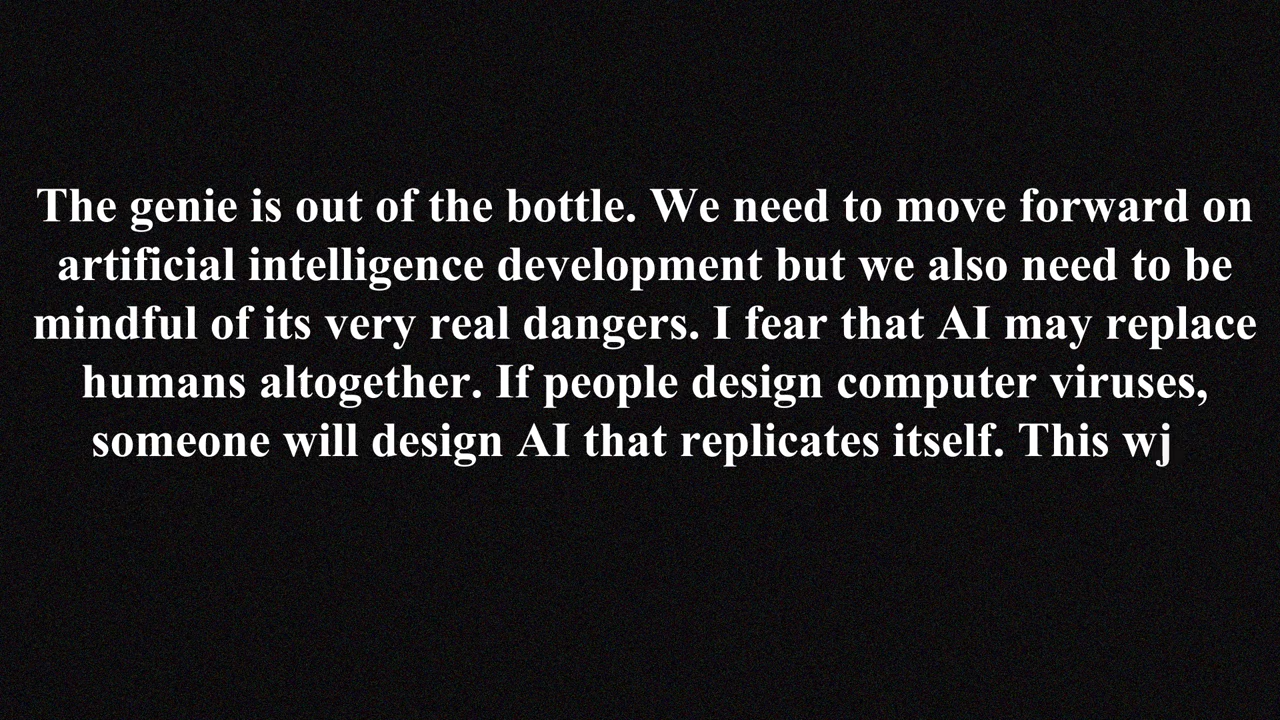 The genie is out of the bottle. We need to move forward on
artificial intelligence development but we also need to be
mindful of its very real dangers. I fear that AI may replace
humans altogether. If people design computer viruses,
someone will design AI that replicates itself. This wj